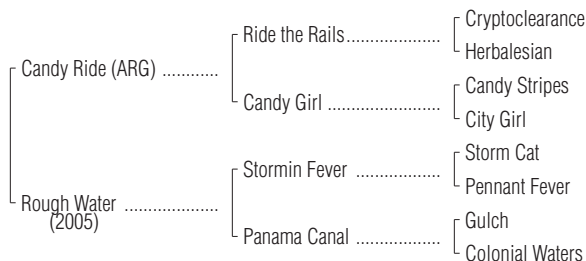 Cryptoclearance
Ride the Rails
Herbalesian
Candy Ride (ARG)
Candy Stripes
Candy Girl
City Girl
Storm Cat
Stormin Fever
Pennant Fever
Rough Water
(2005)
Gulch
Panama Canal
Colonial Waters